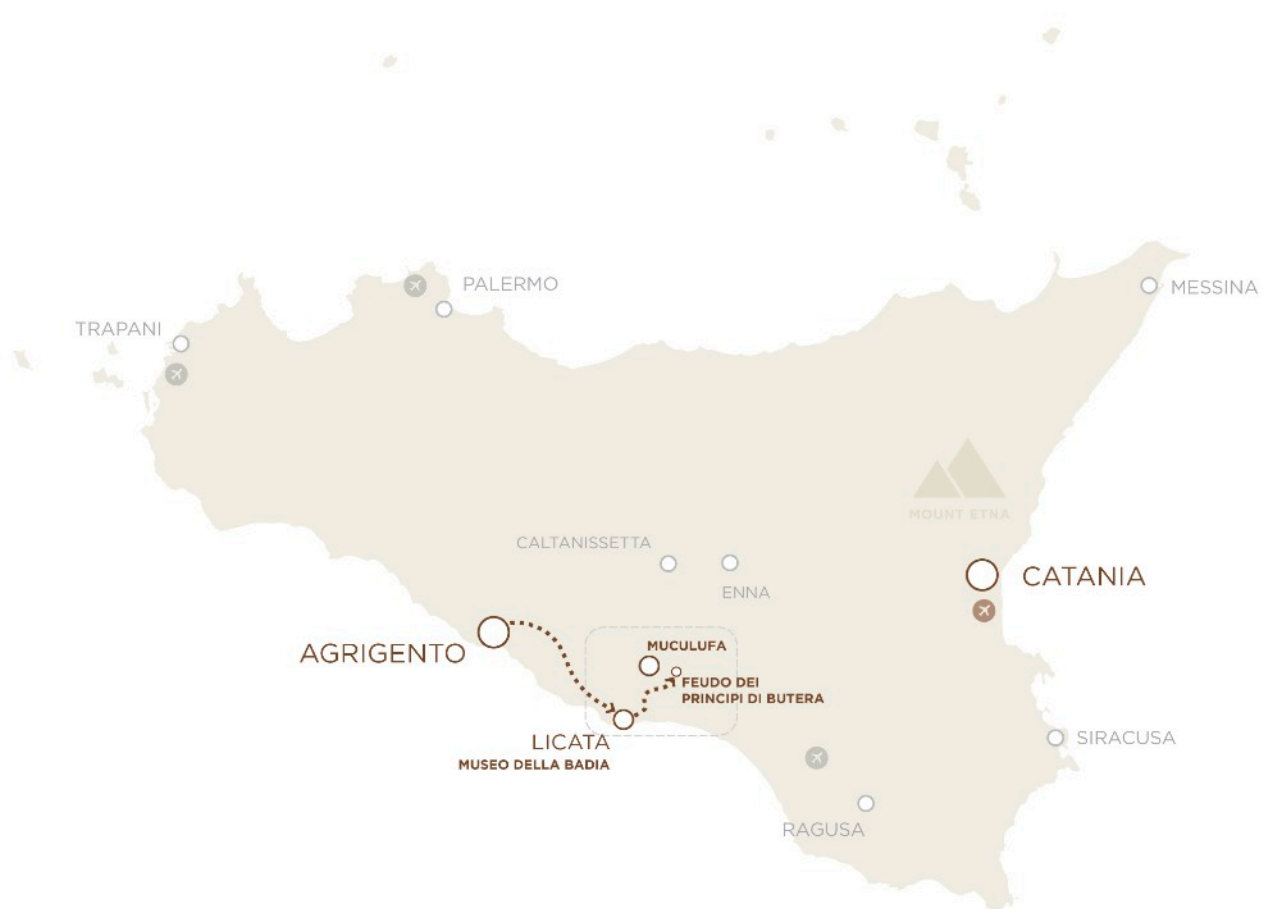 PALERMO
MESSINA
TRAPANI
MOUNT ETNA
CALTANISSETTA
ENNA
CATANIA
AGRIGENTO
MUCULUFA
FEUDO DEI
PRINCIPI DI BUTERA
LICATA
MUSEO DELLA BADIA
SIRACUSA
RAGUSA